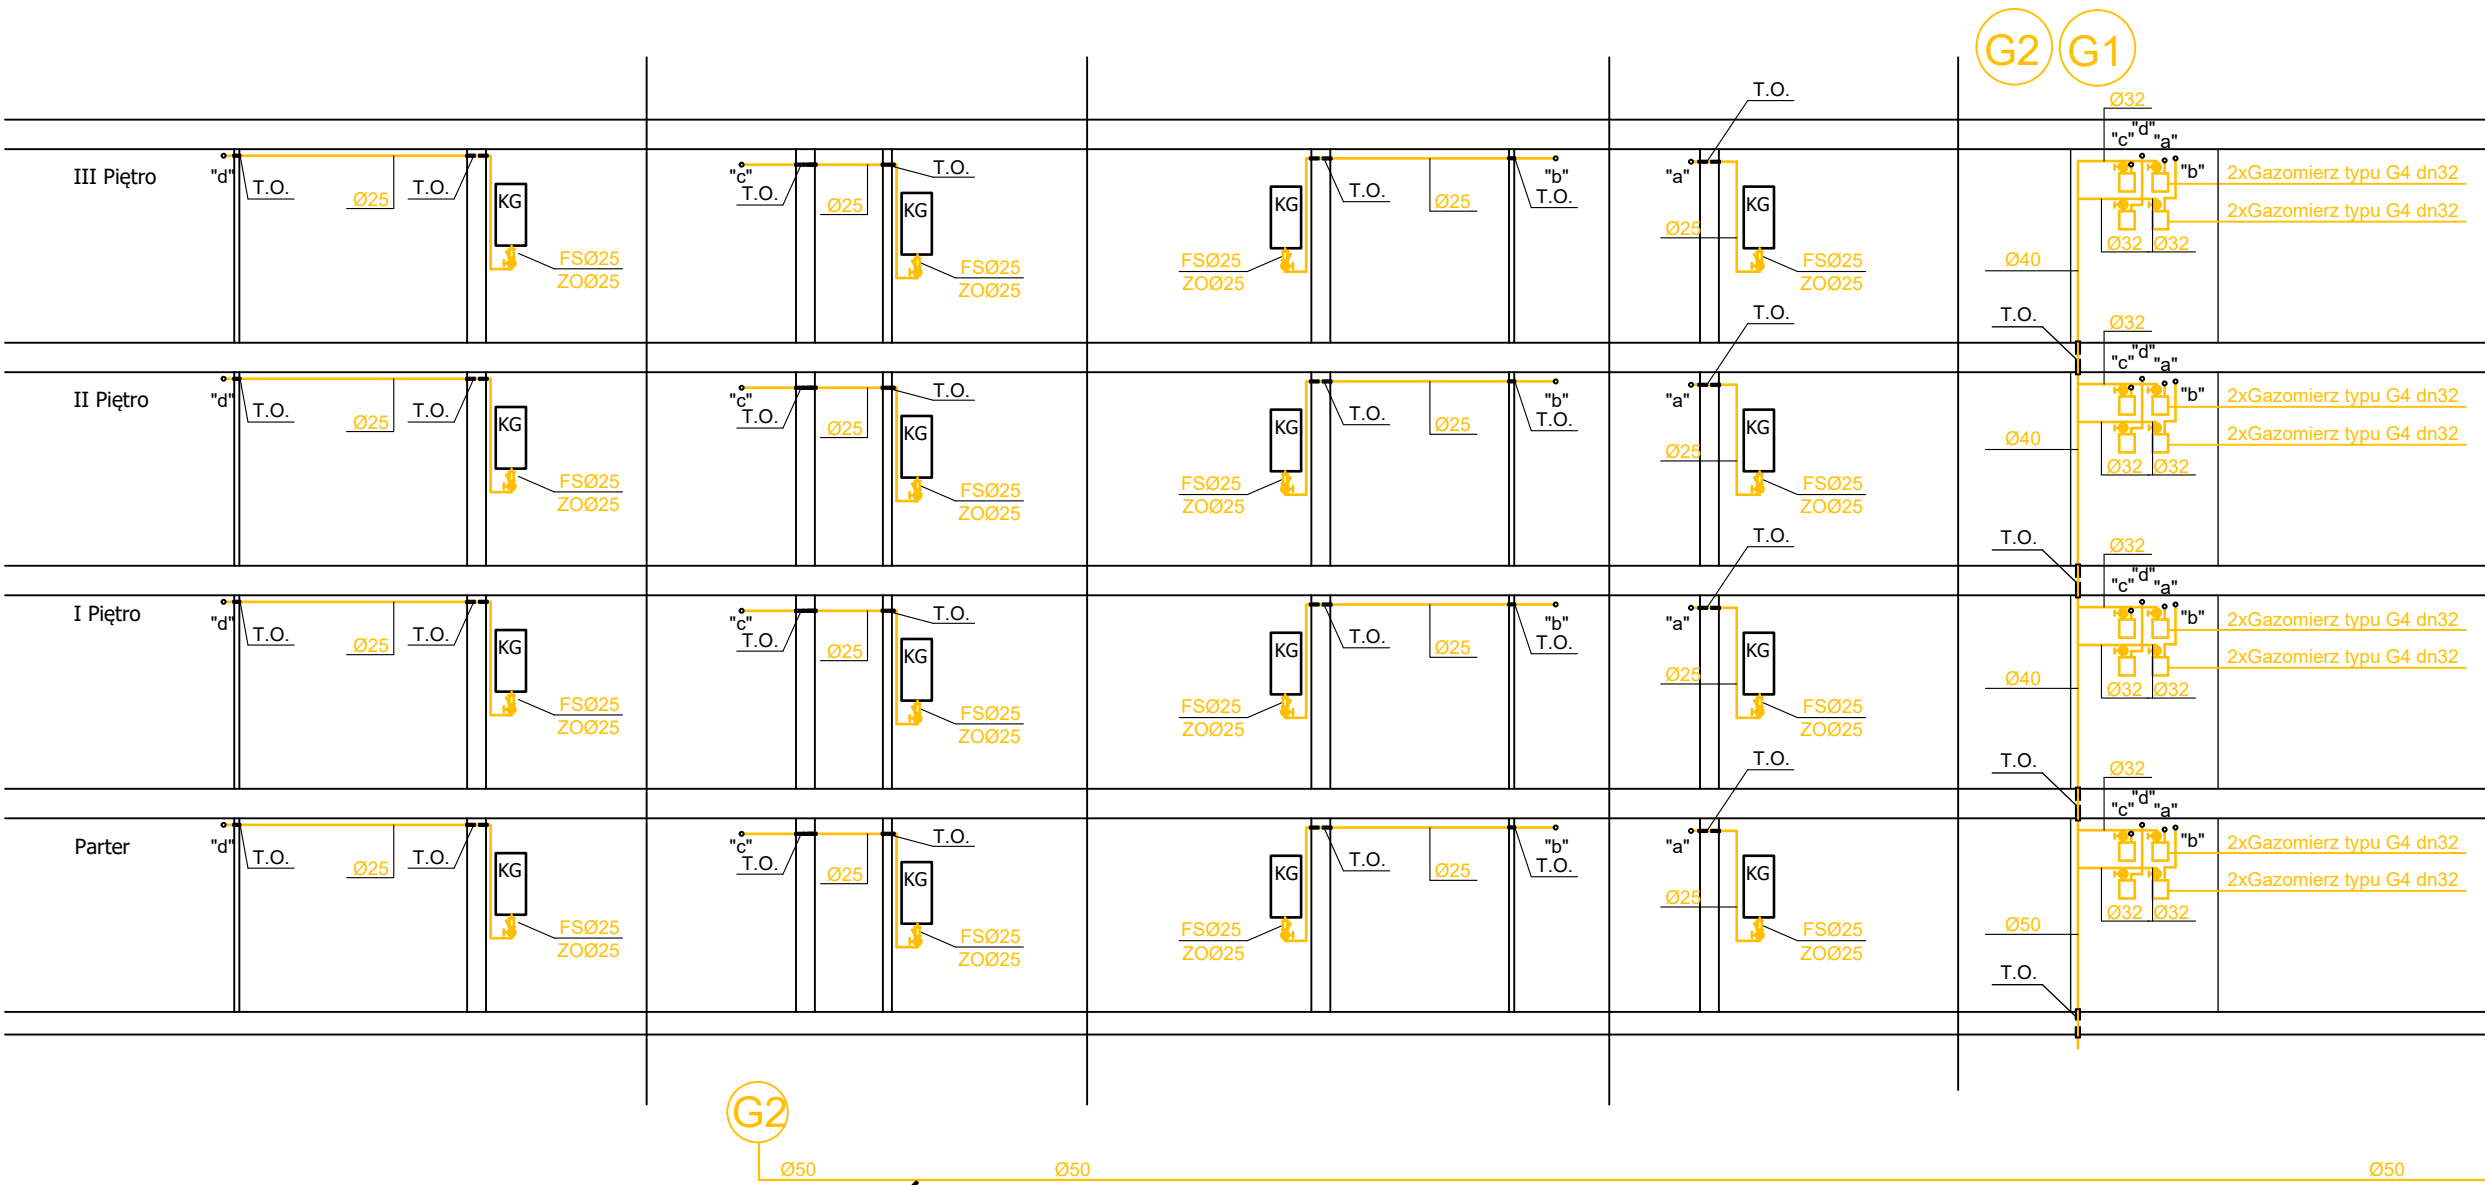 G2 G1
T.O.
Ø32
"c" "d" "a"
III Piętro "d" T.O. Ø25 T.O. KG "c" T.O. Ø25 T.O. KG KG T.O. Ø25 "b" T.O. "a" Ø25 KG "b" 2xGazomierz typu G4 dn32
2xGazomierz typu G4 dn32
Ø32 Ø32
FSØ25 FSØ25 FSØ25 FSØ25 Ø40
ZOØ25 ZOØ25 ZOØ25 ZOØ25
T.O. T.O. Ø32
"c" "d" "a"
II Piętro "d" T.O. Ø25 T.O. KG "c" T.O. Ø25 T.O. KG KG T.O. Ø25 "b" T.O. "a" Ø25 KG "b" 2xGazomierz typu G4 dn32
Ø40 2xGazomierz typu G4 dn32
Ø32 Ø32
FSØ25 FSØ25 FSØ25 FSØ25
ZOØ25 ZOØ25 ZOØ25 ZOØ25
T.O. T.O. Ø32
"c" "d" "a"
I Piętro "d" T.O. Ø25 T.O. KG "c" T.O. Ø25 T.O. KG KG T.O. Ø25 "b" T.O. "a" Ø25 KG "b" 2xGazomierz typu G4 dn32
2xGazomierz typu G4 dn32
Ø40 Ø32 Ø32
FSØ25 FSØ25 FSØ25 FSØ25
ZOØ25 ZOØ25 ZOØ25 ZOØ25
T.O. T.O. Ø32
"c" "d" "a"
Parter "d" T.O. Ø25 T.O. KG "c" T.O. Ø25 T.O. KG KG T.O. Ø25 "b" T.O. "a" Ø25 KG "b" 2xGazomierz typu G4 dn32
2xGazomierz typu G4 dn32
Ø32 Ø32
FSØ25 FSØ25 FSØ25 FSØ25 Ø50
ZOØ25 ZOØ25 ZOØ25 ZOØ25
T.O.
G2
Ø50 Ø50 Ø50